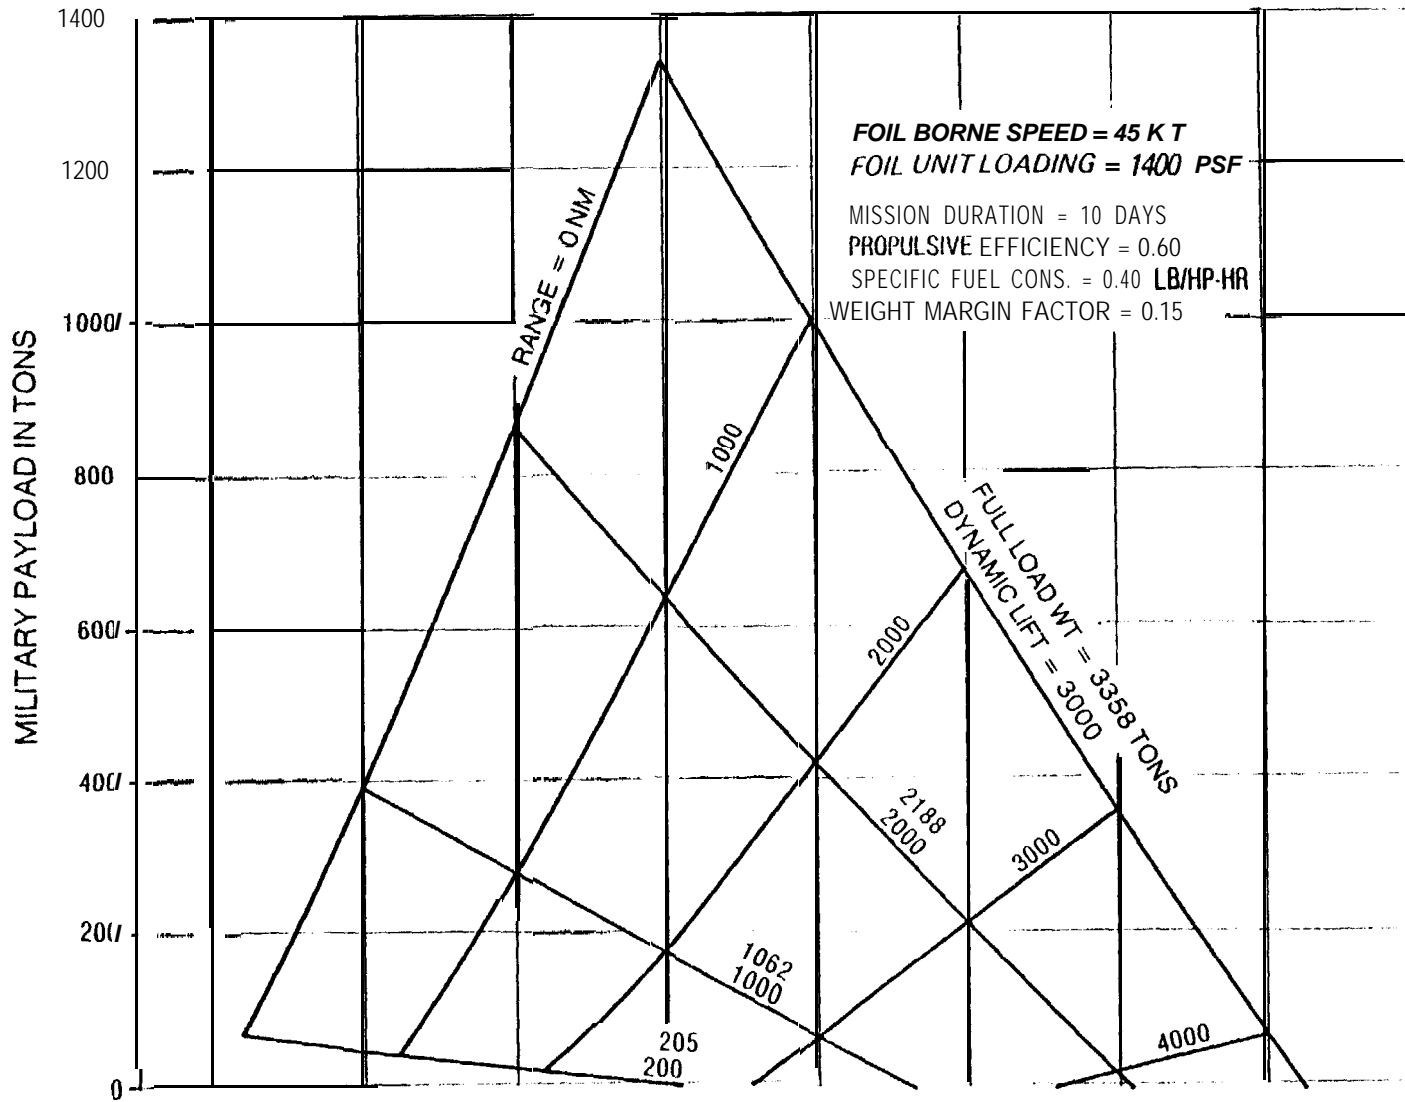 1400
1200
1000
800
600
400
200
0
MILITARY PAYLOAD IN TONS
FOIL BORNE SPEED = 45 KT
FOIL UNIT LOADING = 1400 PSF
MISSION DURATION = 10 DAYS
PROPULSIVE EFFICIENCY = 0.60
SPECIFIC FUEL CONS. = 0.40 LB/HP-HR
WEIGHT MARGIN FACTOR = 0.15
RANGE = 0 NM
1000
2000
3000
4000
FULL LOAD WT = 3358 TONS
DYNAMIC LIFT = 3000
2188
2000
1062
1000
205
200